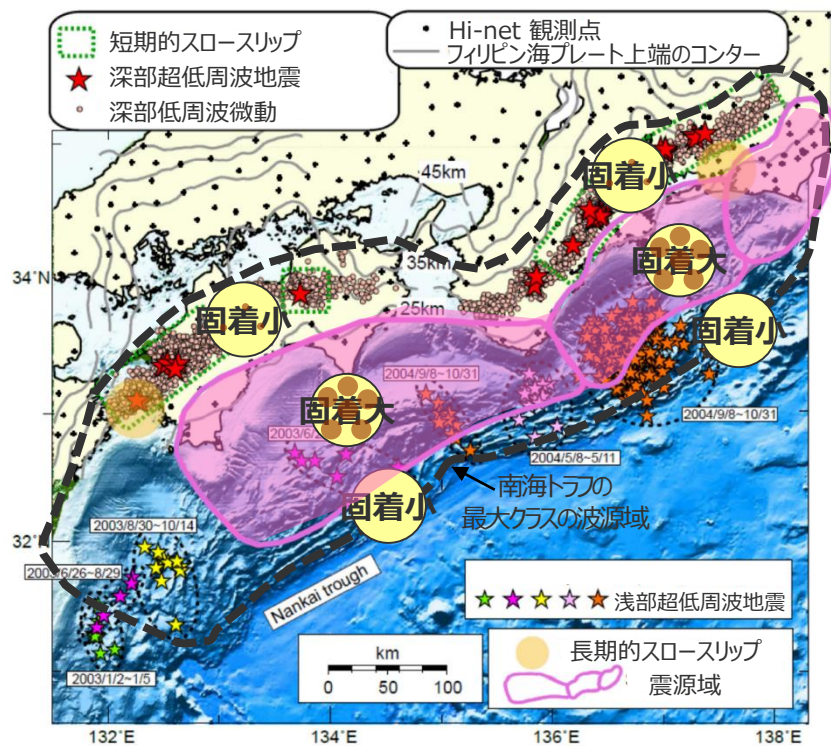 短期的スロースリップ
深部超低周波地震
深部低周波微動
Hi-net 観測点
フィリピン海プレート上端のコンター
固着小
45km
固着大
34°N
35km
25km
固着小
固着小
2004/9/8~10/31
固着大
2003/6/2
2004/9/8~10/31
2004/5/8~5/11
固着小
南海トラフの
最大クラスの波源域
2003/8/30~10/14
32°N
2003/6/26~8/29
Nankai trough
浅部超低周波地震
km
0 50 100
長期的スロースリップ
震源域
2003/1/2~1/5
132°E
134°E
136°E
138°E